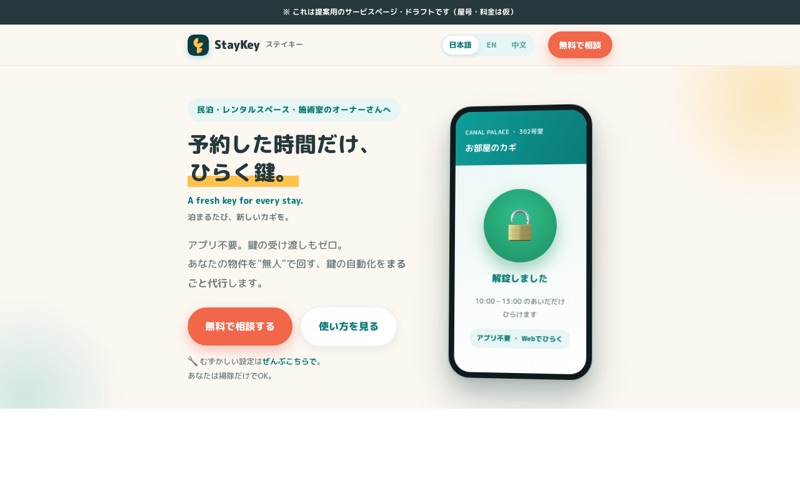 ※ これは提案用のサービスページ・ドラフトです（屋号・料金は仮）
StayKey ステイキー
日本語 EN 中文
無料で相談
民泊・レンタルスペース・施術室のオーナーさんへ
予約した時間だけ、
ひらく鍵。
A fresh key for every stay.
泊まるたび、新しいカギを。
アプリ不要。鍵の受け渡しもゼロ。
あなたの物件を"無人"で回す、鍵の自動化をまる
ごと代行します。
無料で相談する
使い方を見る
むずかしい設定はぜんぶこちらで。
あなたは掃除だけでOK。
CANAL PALACE ・ 302号室
お部屋のカギ
解錠しました
10:00 – 13:00 のあいだだけ
ひらけます
アプリ不要 ・ Webでひらく